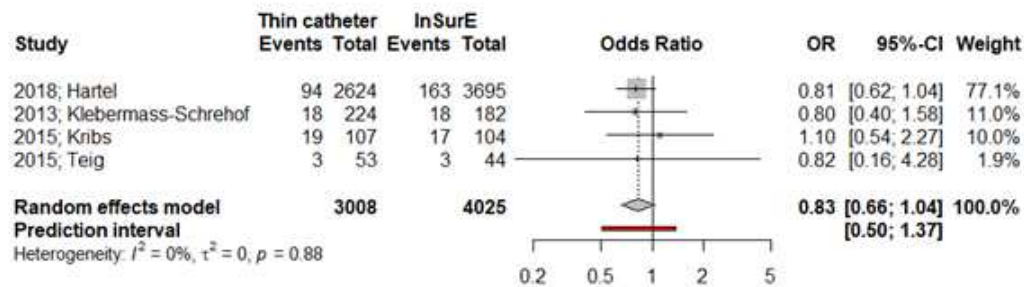 Thin catheter InSurE
Study Events Total Events Total Odds Ratio OR 95%-CI Weight
2018; Hartel 94 2624 163 3695 0.81 [0.62; 1.04] 77.1%
2013; Klebermass-Schrehof 18 224 18 182 0.80 [0.40; 1.58] 11.0%
2015; Kribs 19 107 17 104 1.10 [0.54; 2.27] 10.0%
2015; Teig 3 53 3 44 0.82 [0.16; 4.28] 1.9%
Random effects model 3008 4025 0.83 [0.66; 1.04] 100.0%
Prediction interval [0.50; 1.37]
Heterogeneity: I² = 0%, τ² = 0, p = 0.88
0.2 0.5 1 2 5